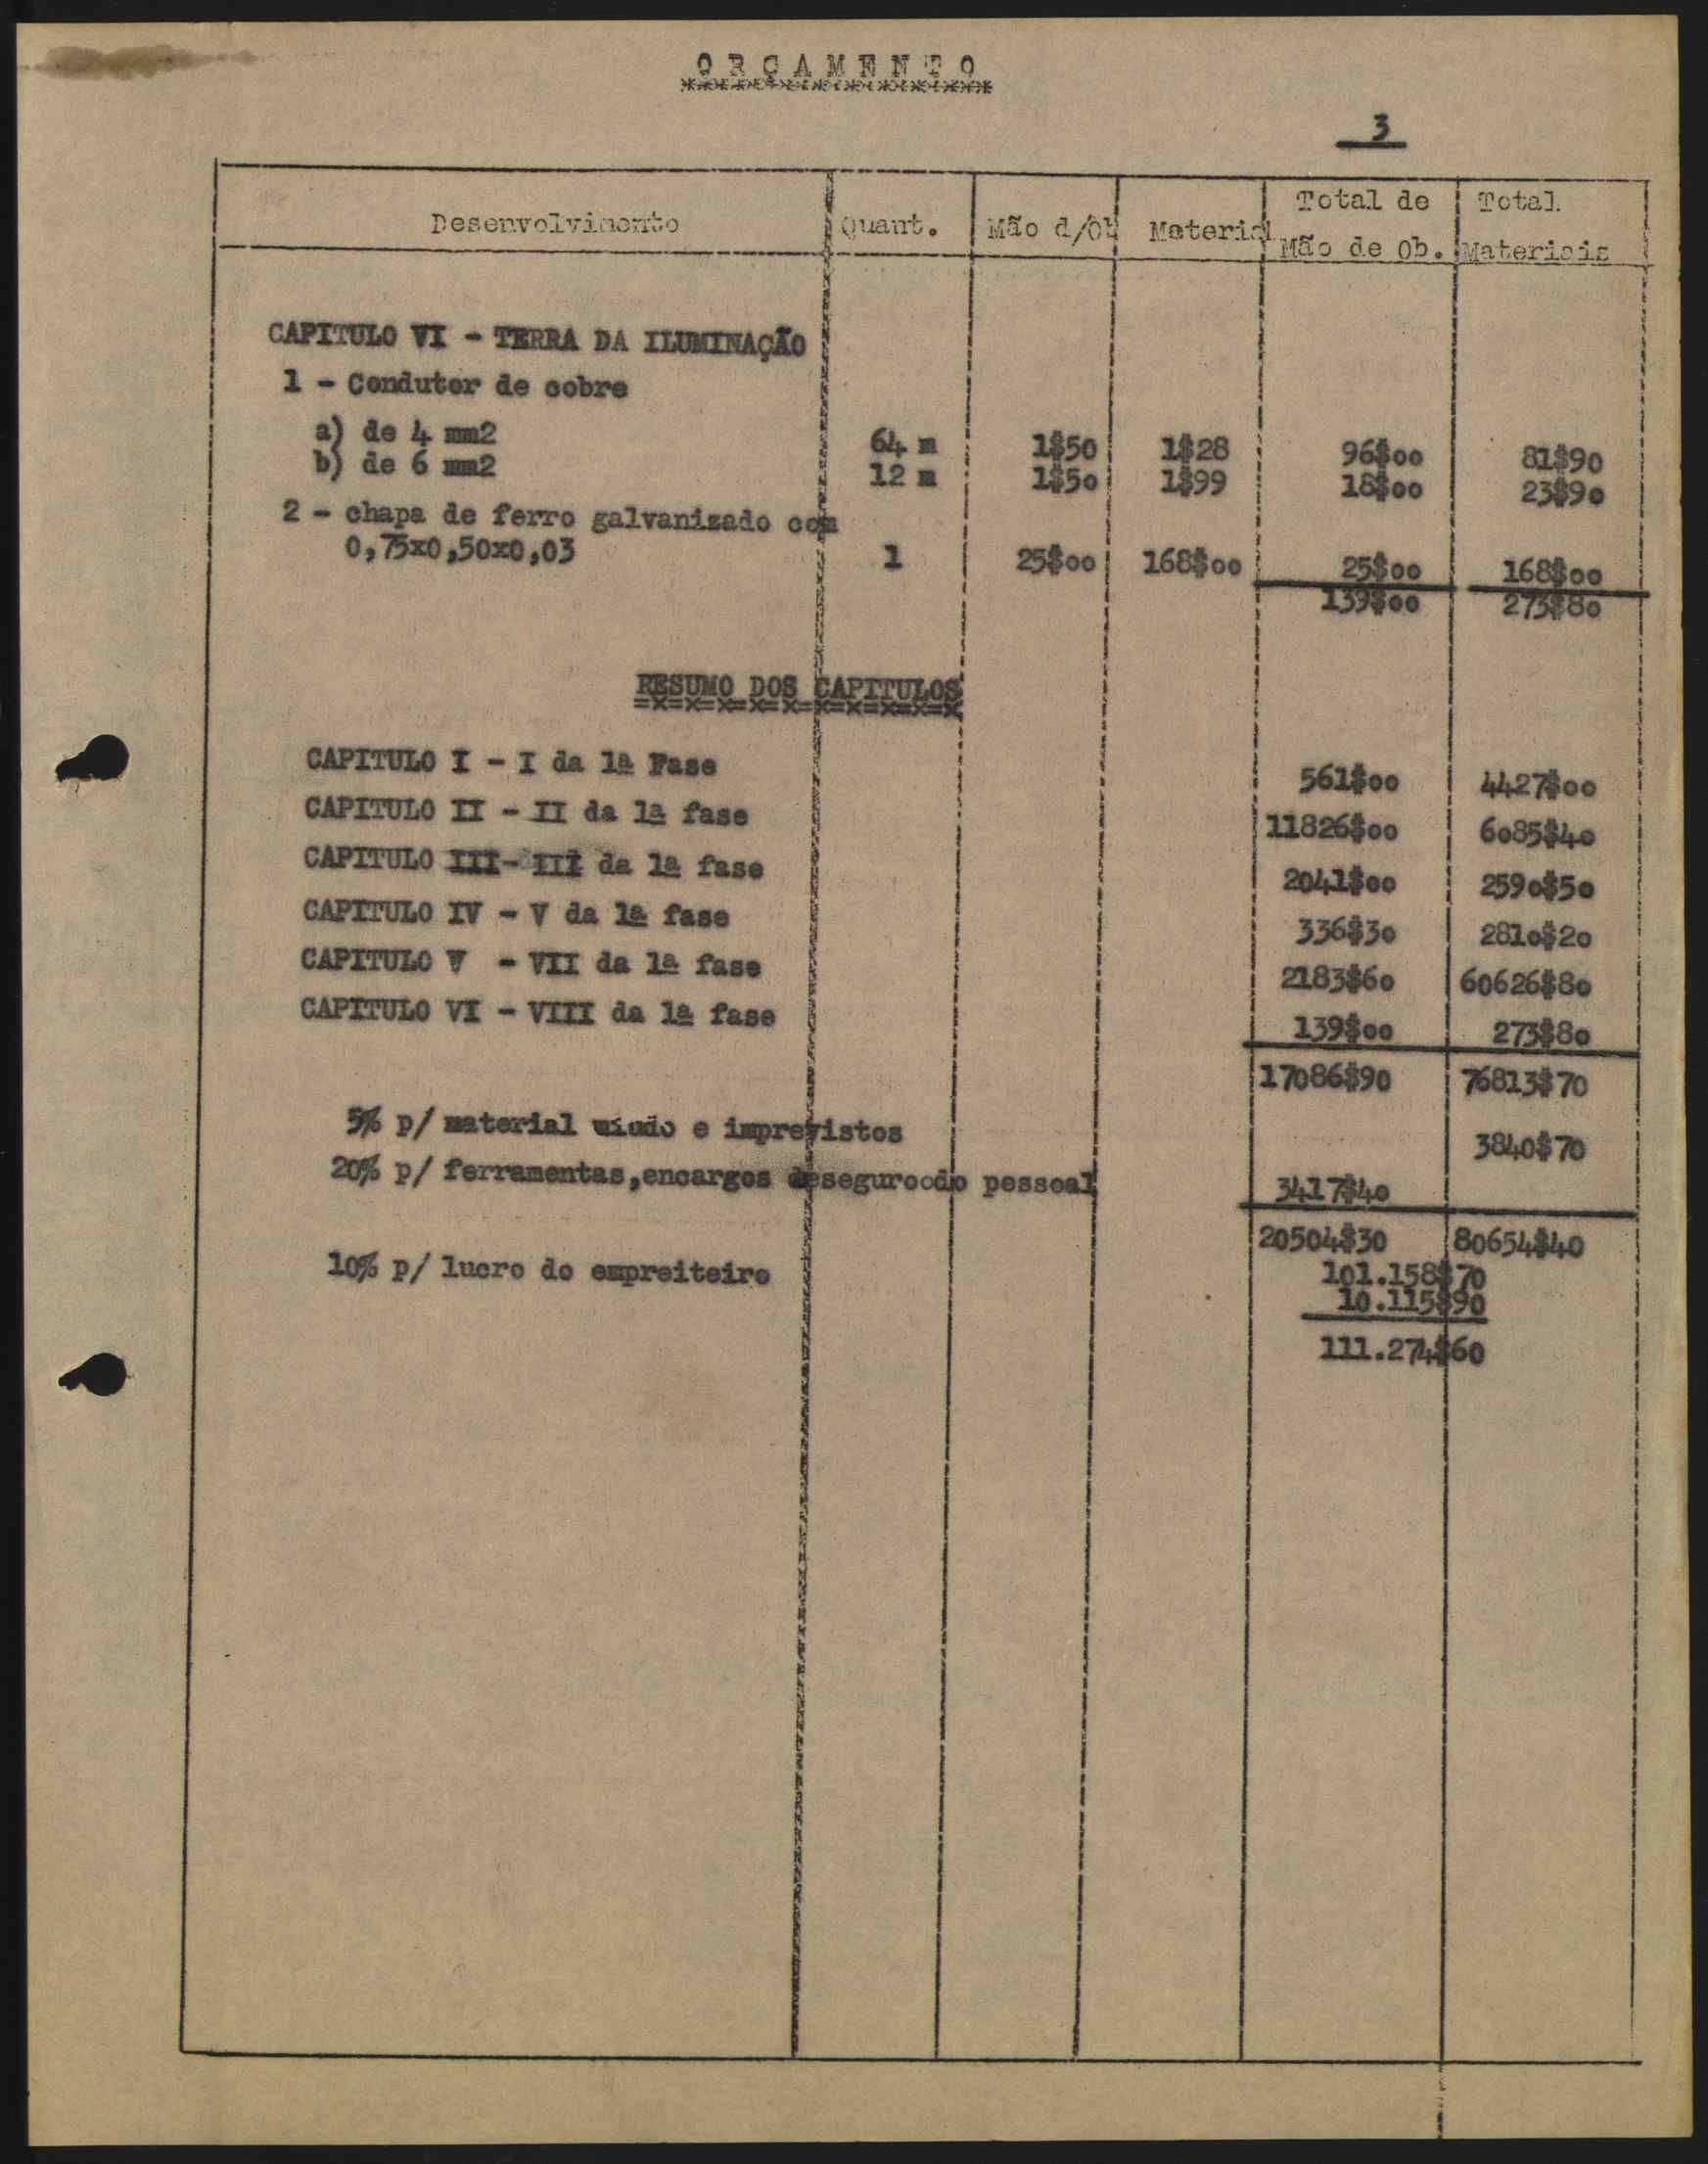 ORÇAMENTO
3
Desenvolvimento Quant. Mão d/Ob Material Total de Mão de Ob. Total Materiais
CAPITULO VI - TERRA DA ILUMINAÇÃO
1 - Condutor de cobre
a) de 4 mm2 64 m 1$50 1$28 96$00 81$90
b) de 6 mm2 12 m 1$50 1$99 18$00 23$90
2 - chapa de ferro galvanizado com
0,75x0,50x0,03 1 25$00 168$00 25$00 168$00
139$00 273$80
RESUMO DOS CAPITULOS
=x=x=x=x=x=x=x=x=x=x
CAPITULO I - I da 1ª Fase 561$00 4427$00
CAPITULO II - II da 1ª fase 11826$00 6085$40
CAPITULO III- III da 1ª fase 2041$00 2590$50
CAPITULO IV - V da 1ª fase 336$30 2810$20
CAPITULO V - VII da 1ª fase 2183$60 60626$80
CAPITULO VI - VIII da 1ª fase 139$00 273$80
17086$90 76813$70
5% p/ material miudo e imprevistos 3840$70
20% p/ ferramentas,encargos de seguro do pessoal 3417$40
20504$30 80654$40
101.158$70
10% p/ lucro do empreiteiro 10.115$90
111.274$60